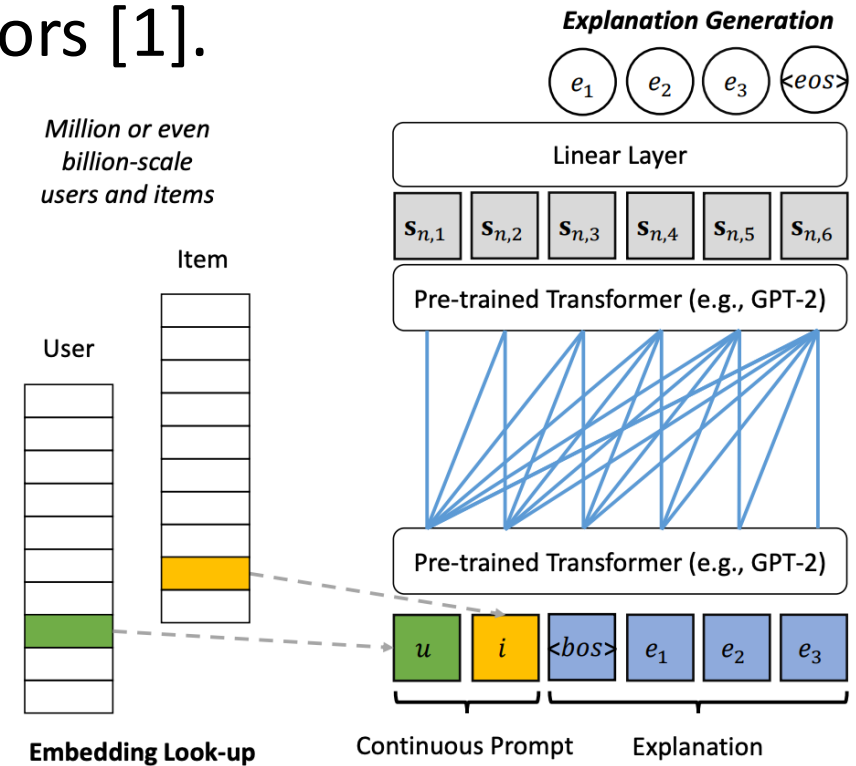 ors [1].
Explanation Generation
e1 e2 e3 <eos>
Million or even
billion-scale
users and items
Linear Layer
sn,1 sn,2 sn,3 sn,4 sn,5 sn,6
Item
Pre-trained Transformer (e.g., GPT-2)
User
Pre-trained Transformer (e.g., GPT-2)
u i <bos> e1 e2 e3
Embedding Look-up
Continuous Prompt
Explanation